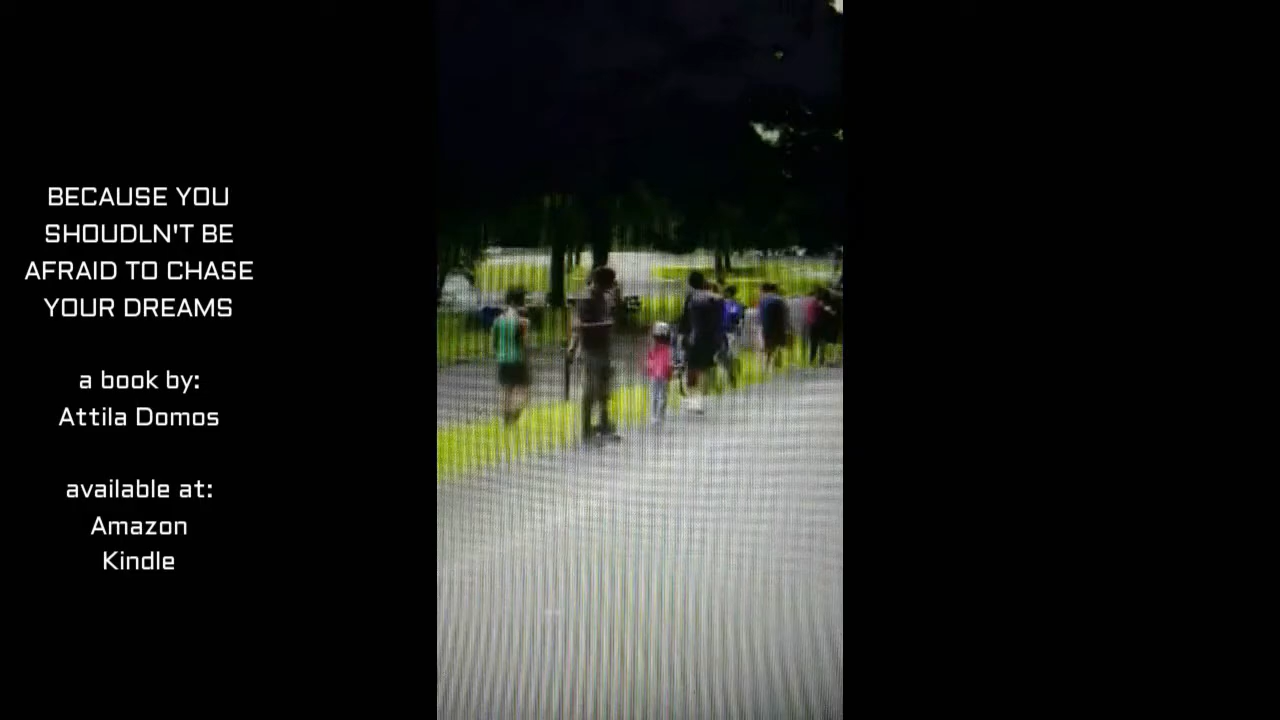 BECAUSE YOU
SHOUDLN'T BE
AFRAID TO CHASE
YOUR DREAMS
a book by:
Attila Domos
available at:
Amazon
Kindle